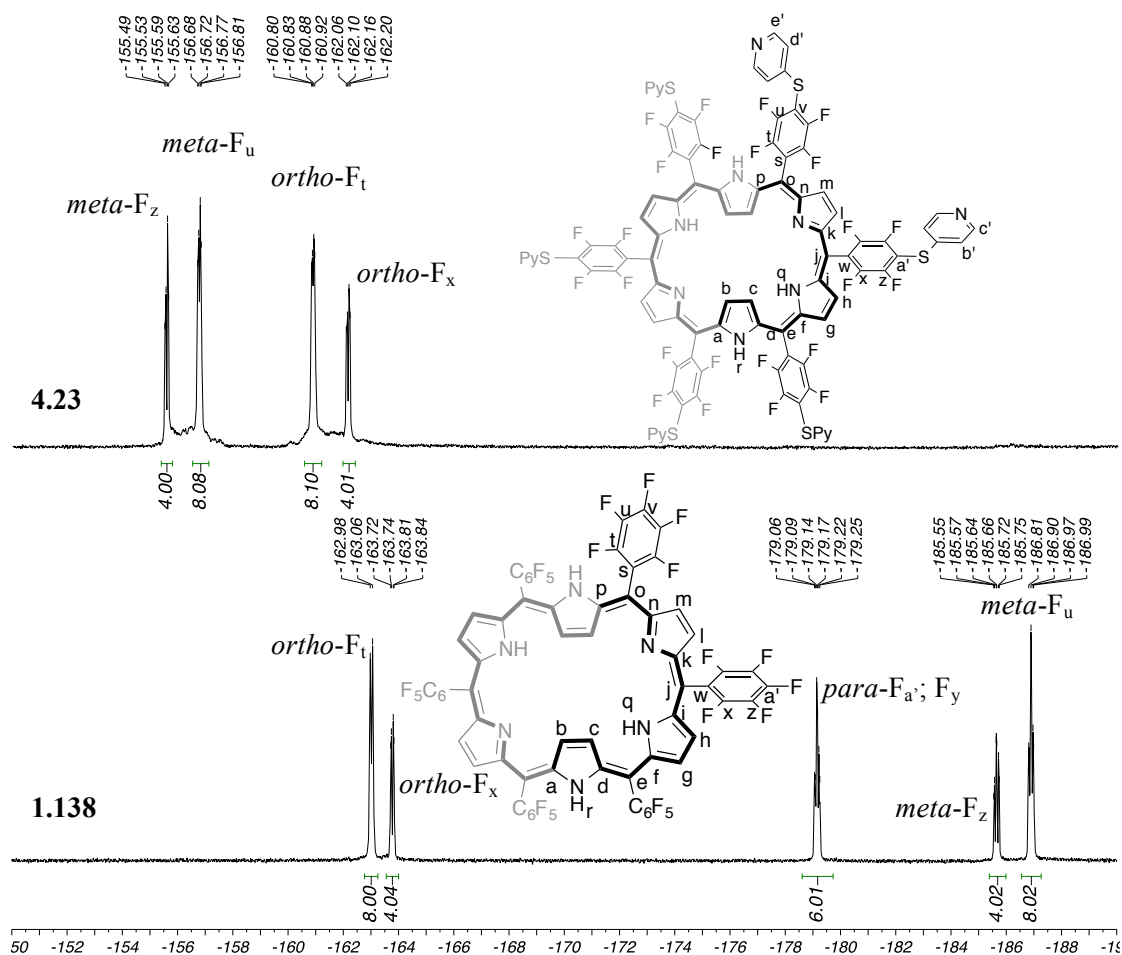 -155.49
-155.53
-155.59
-155.63
-156.68
-156.72
-156.77
-156.81
-160.80
-160.83
-160.88
-160.92
-162.06
-162.10
-162.16
-162.20
meta-Fz
meta-Fu
ortho-Ft
ortho-Fx
4.23
e'
N
d'
PyS
S
F
u
v
F
F
F
t
F
F
F
F
s
F
H
N
p
o
n
m
N
l
k
NH
N
c'
F
F
F
F
PyS
j
w
a'
S
b'
F
F
q
i
F
x
z
F
HN
h
N
b
c
a
d
e
f
g
N
H
r
F
F
F
F
F
F
F
F
PyS
SPy
4.00
8.08
8.10
4.01
-162.98
-163.06
-163.72
-163.74
-163.81
-163.84
-179.06
-179.09
-179.14
-179.17
-179.22
-179.25
-185.55
-185.57
-185.64
-185.66
-185.72
-185.75
-186.81
-186.90
-186.97
-186.99
ortho-Ft
ortho-Fx
para-Fa'; Fy
meta-Fz
meta-Fu
1.138
F
F
u
v
F
t
F
s
F
C6F5
H
N
p
o
n
m
N
l
k
NH
F
F
F5C6
j
w
a'
F
q
i
F
x
z
F
HN
h
N
b
c
a
d
e
f
g
N
H
r
C6F5
C6F5
8.00
4.04
6.01
4.02
8.02
50 -152 -154 -156 -158 -160 -162 -164 -166 -168 -170 -172 -174 -176 -178 -180 -182 -184 -186 -188 -19